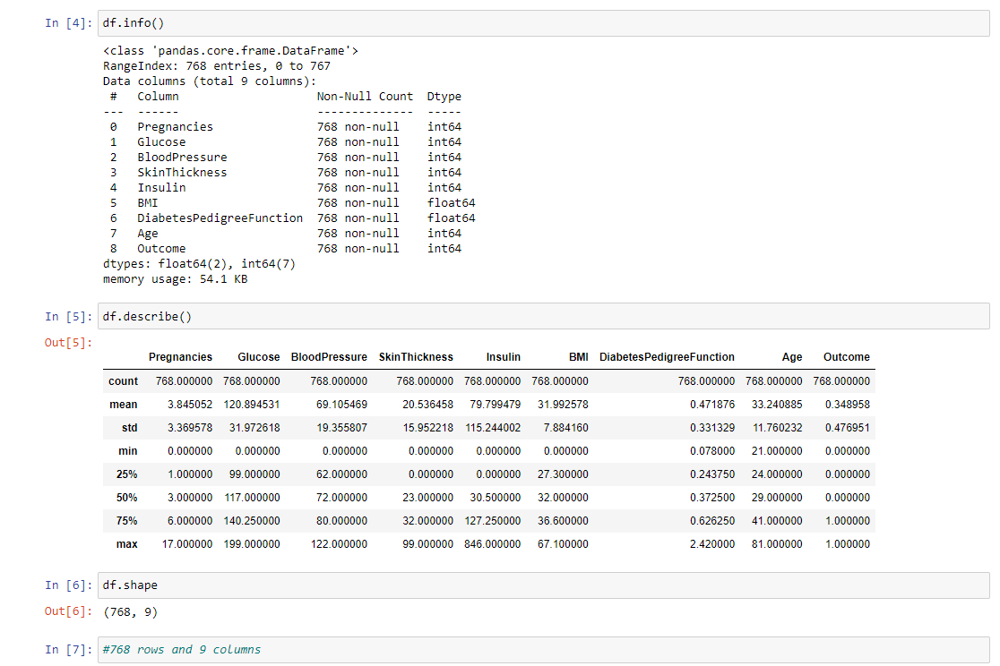 In [4]: df.info()
<class 'pandas.core.frame.DataFrame'>
RangeIndex: 768 entries, 0 to 767
Data columns (total 9 columns):
 #   Column                    Non-Null Count  Dtype
---  ------                    --------------  -----
 0   Pregnancies               768 non-null    int64
 1   Glucose                   768 non-null    int64
 2   BloodPressure             768 non-null    int64
 3   SkinThickness             768 non-null    int64
 4   Insulin                   768 non-null    int64
 5   BMI                       768 non-null    float64
 6   DiabetesPedigreeFunction  768 non-null    float64
 7   Age                       768 non-null    int64
 8   Outcome                   768 non-null    int64
dtypes: float64(2), int64(7)
memory usage: 54.1 KB
In [5]: df.describe()
Out[5]:
Pregnancies Glucose BloodPressure SkinThickness Insulin BMI DiabetesPedigreeFunction Age Outcome
count 768.000000 768.000000 768.000000 768.000000 768.000000 768.000000 768.000000 768.000000 768.000000
mean 3.845052 120.894531 69.105469 20.536458 79.799479 31.992578 0.471876 33.240885 0.348958
std 3.369578 31.972618 19.355807 15.952218 115.244002 7.884160 0.331329 11.760232 0.476951
min 0.000000 0.000000 0.000000 0.000000 0.000000 0.000000 0.078000 21.000000 0.000000
25% 1.000000 99.000000 62.000000 0.000000 0.000000 27.300000 0.243750 24.000000 0.000000
50% 3.000000 117.000000 72.000000 23.000000 30.500000 32.000000 0.372500 29.000000 0.000000
75% 6.000000 140.250000 80.000000 32.000000 127.250000 36.600000 0.626250 41.000000 1.000000
max 17.000000 199.000000 122.000000 99.000000 846.000000 67.100000 2.420000 81.000000 1.000000
In [6]: df.shape
Out[6]: (768, 9)
In [7]: #768 rows and 9 columns